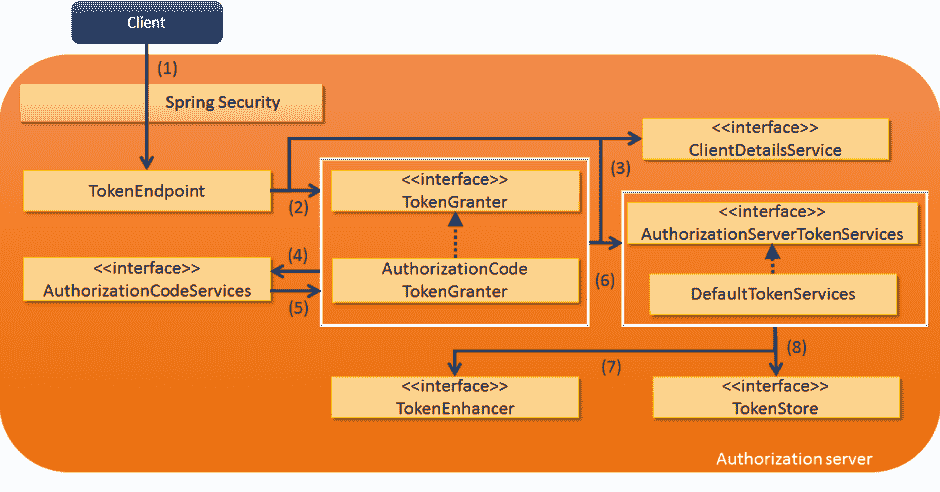 Client
(1)
Spring Security
<<interface>>
ClientDetailsService
(3)
TokenEndpoint
(2)
<<interface>>
TokenGranter
<<interface>>
AuthorizationServerTokenServices
(4)
<<interface>>
AuthorizationCodeServices
(5)
AuthorizationCode
TokenGranter
(6)
DefaultTokenServices
(7)
(8)
<<interface>>
TokenEnhancer
<<interface>>
TokenStore
Authorization server